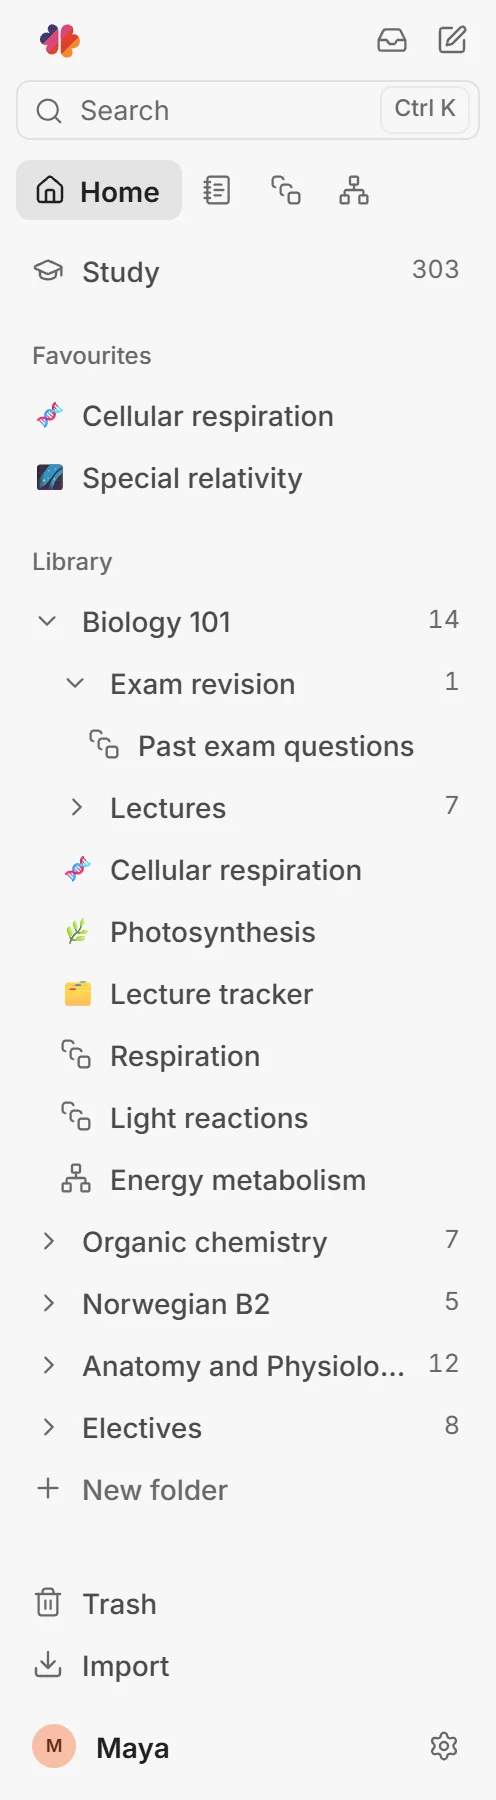 Search Ctrl K
Home
Study 303
Favourites
Cellular respiration
Special relativity
Library
Biology 101 14
Exam revision 1
Past exam questions
Lectures 7
Cellular respiration
Photosynthesis
Lecture tracker
Respiration
Light reactions
Energy metabolism
Organic chemistry 7
Norwegian B2 5
Anatomy and Physiolo... 12
Electives 8
New folder
Trash
Import
M Maya